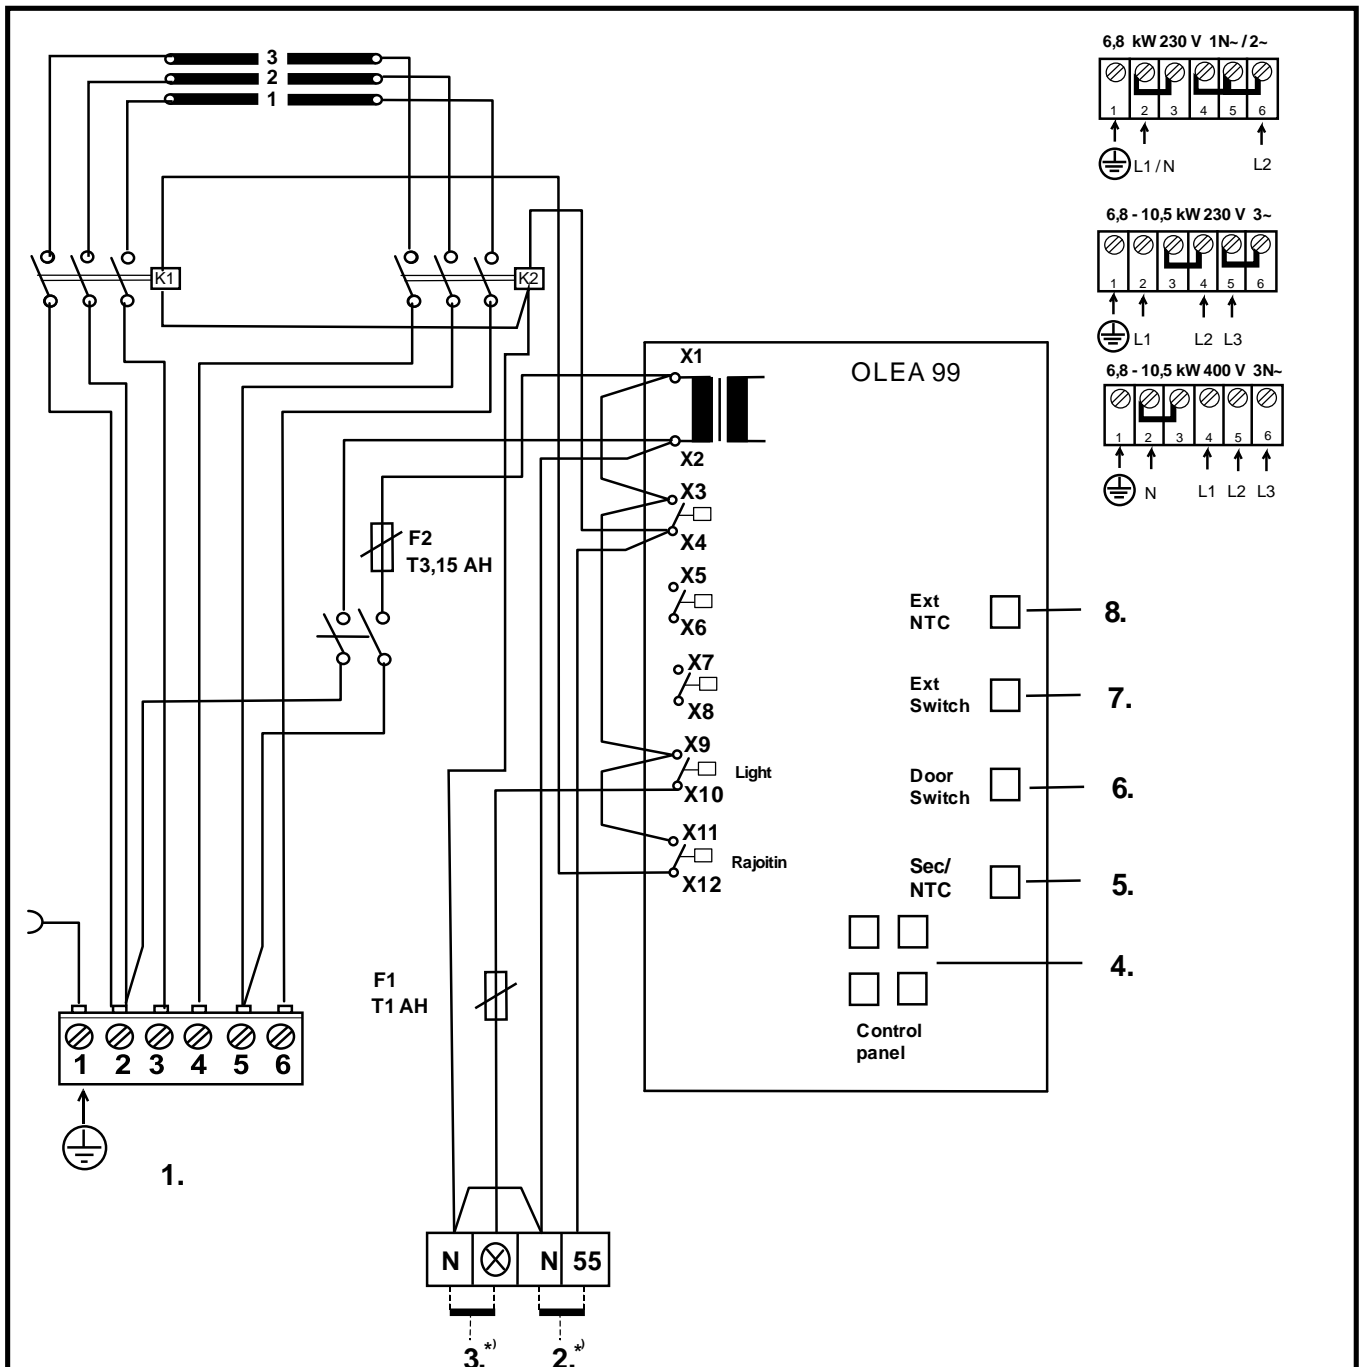 3
2
1
K1
K2
6,8 kW 230 V 1N~ / 2~
1 2 3 4 5 6
L1 / N L2
6,8 - 10,5 kW 230 V 3~
1 2 3 4 5 6
L1 L2 L3
6,8 - 10,5 kW 400 V 3N~
1 2 3 4 5 6
N L1 L2 L3
OLEA 99
X1
X2
X3
X4
X5
X6
X7
X8
X9
Light
X10
X11
Rajoitin
X12
F2
T3,15 AH
Ext
NTC
8.
Ext
Switch
7.
Door
Switch
6.
Sec/
NTC
5.
4.
Control
panel
F1
T1 AH
1 2 3 4 5 6
1.
N N 55
3.*) 2.*)